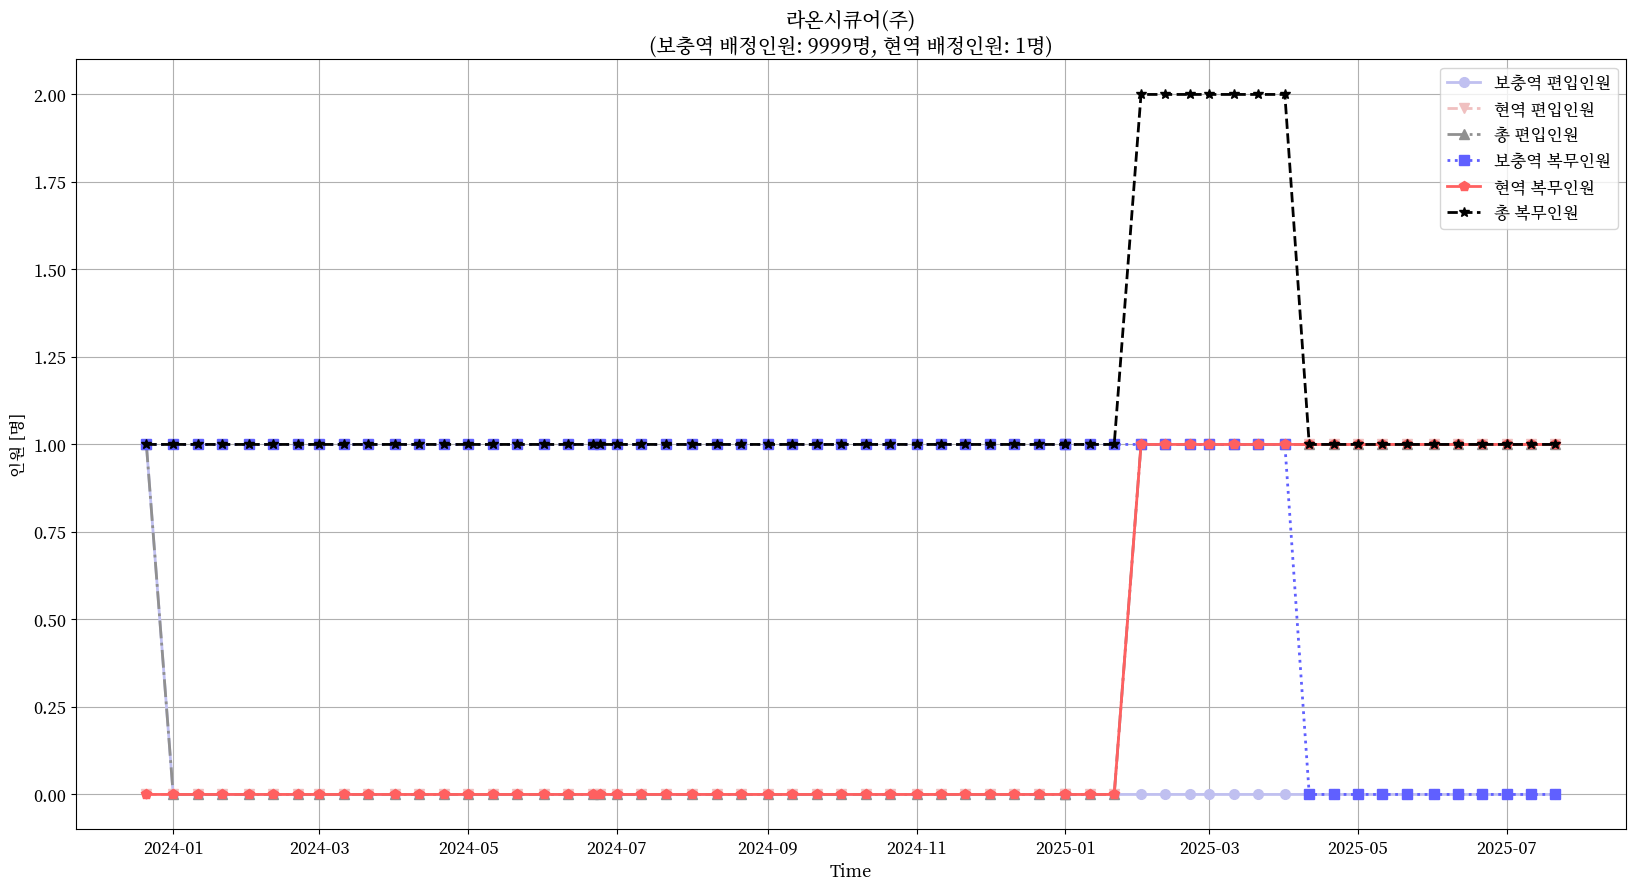 라온시큐어(주)
(보충역 배정인원: 9999명, 현역 배정인원: 1명)
보충역 편입인원
현역 편입인원
총 편입인원
보충역 복무인원
현역 복무인원
총 복무인원
인원 [명]
2.00
1.75
1.50
1.25
1.00
0.75
0.50
0.25
0.00
2024-01 2024-03 2024-05 2024-07 2024-09 2024-11 2025-01 2025-03 2025-05 2025-07
Time